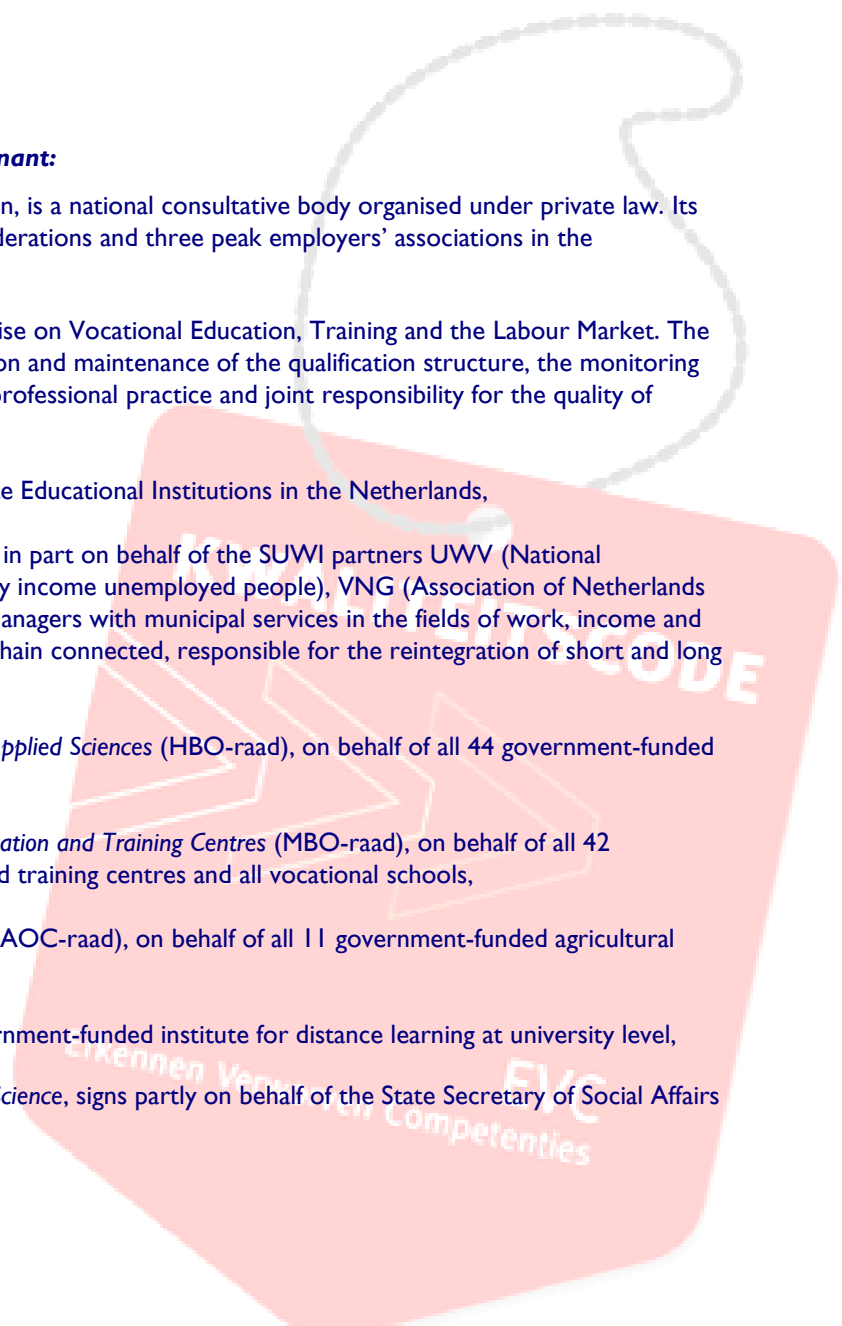 nant:
n, is a national consultative body organised under private law. Its
derations and three peak employers’ associations in the
ise on Vocational Education, Training and the Labour Market. The
on and maintenance of the qualification structure, the monitoring
professional practice and joint responsibility for the quality of
te Educational Institutions in the Netherlands,
in part on behalf of the SUWI partners UWV (National
y income unemployed people), VNG (Association of Netherlands
managers with municipal services in the fields of work, income and
hain connected, responsible for the reintegration of short and long
KWALITEITSCODE
pplied Sciences (HBO-raad), on behalf of all 44 government-funded
ation and Training Centres (MBO-raad), on behalf of all 42
d training centres and all vocational schools,
AOC-raad), on behalf of all 11 government-funded agricultural
rnment-funded institute for distance learning at university level,
Science, signs partly on behalf of the State Secretary of Social Affairs
Erkennen Verworven Competenties
EVC